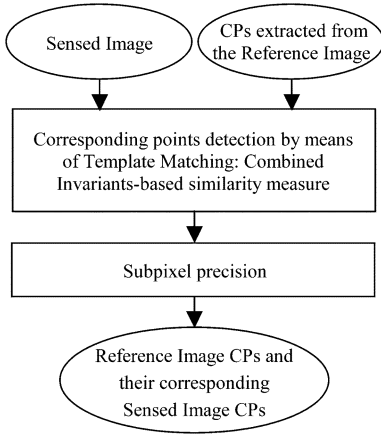 Sensed Image
CPs extracted from
the Reference Image
Corresponding points detection by means
of Template Matching: Combined
Invariants-based similarity measure
Subpixel precision
Reference Image CPs and
their corresponding
Sensed Image CPs